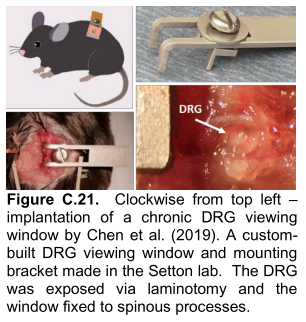 DRG
Figure C.21. Clockwise from top left –
implantation of a chronic DRG viewing
window by Chen et al. (2019). A custom-
built DRG viewing window and mounting
bracket made in the Setton lab. The DRG
was exposed via laminotomy and the
window fixed to spinous processes.